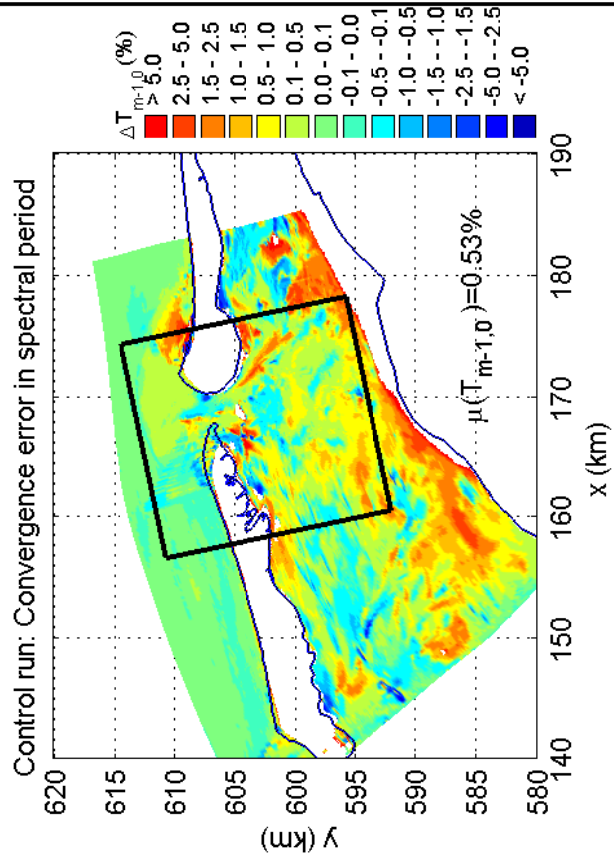 Control run: Convergence error in spectral period
ΔT_{m-1,0} (%)
> 5.0
2.5 - 5.0
1.5 - 2.5
1.0 - 1.5
0.5 - 1.0
0.1 - 0.5
0.0 - 0.1
-0.1 - 0.0
-0.5 - -0.1
-1.0 - -0.5
-1.5 - -1.0
-2.5 - -1.5
-5.0 - -2.5
< -5.0
620
615
610
605
600
595
590
585
580
y (km)
μ(T_{m-1,0})=0.53%
140
150
160
170
180
190
x (km)